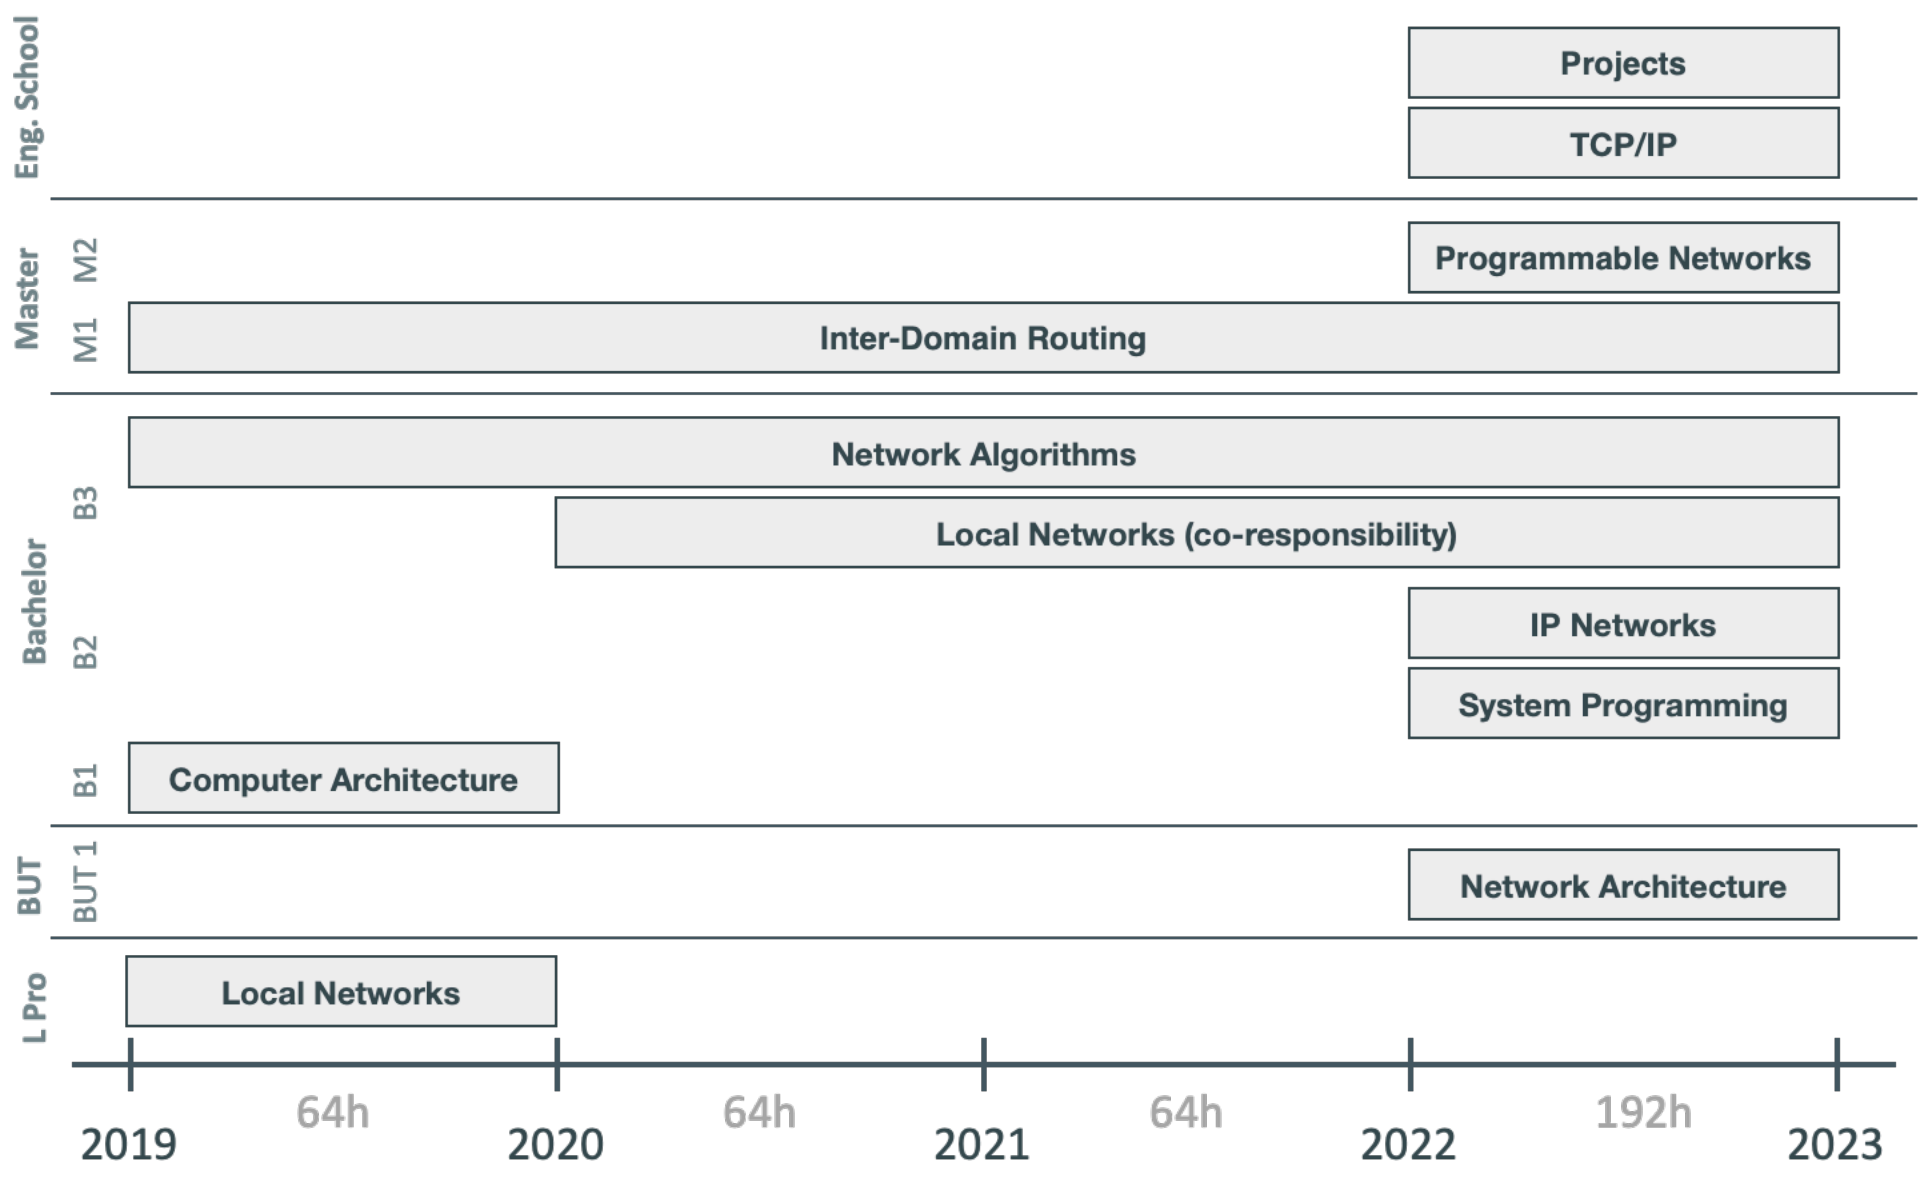 Eng. School
Projects
TCP/IP
Master
M2
Programmable Networks
M1
Inter-Domain Routing
Bachelor
B3
Network Algorithms
Local Networks (co-responsibility)
B2
IP Networks
System Programming
B1
Computer Architecture
BUT
BUT 1
Network Architecture
L Pro
Local Networks
64h 64h 64h 192h
2019 2020 2021 2022 2023